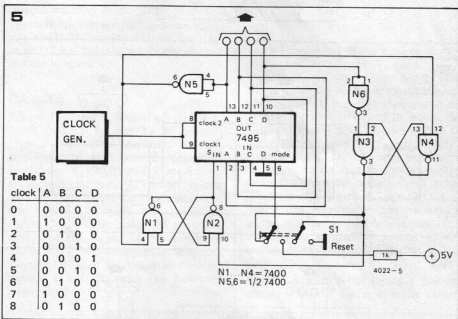 5
N5
6
4
5
N6
2
1
3
13 12 11 10
8
clock2
A B C D
OUT
7495
IN
9
clock1
S IN A B C D mode
1 2 3 4 5 6
CLOCK
GEN.
1 2
3
N3
13 12
11
N4
6
N1
4 5
8
N2
9 10
S1
Reset
1k
5V
4022-5
N1...N4=7400
N5,6=1/2 7400
Table 5
clock A B C D
0 0 0 0 0
1 1 0 0 0
2 0 1 0 0
3 0 0 1 0
4 0 0 0 1
5 0 0 1 0
6 0 1 0 0
7 1 0 0 0
8 0 1 0 0